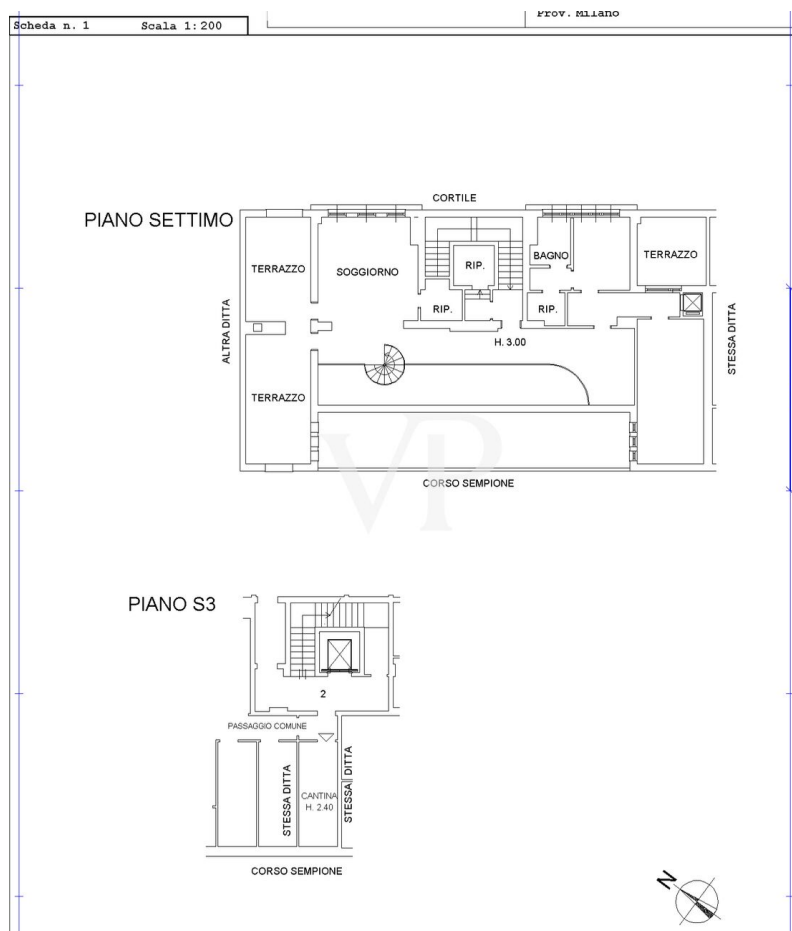 Prov. Milano
Scheda n. 1 Scala 1:200
CORTILE
PIANO SETTIMO
TERRAZZO
SOGGIORNO
RIP.
BAGNO
TERRAZZO
RIP.
RIP.
ALTRA DITTA
STESSA DITTA
H. 3.00
TERRAZZO
VP
CORSO SEMPIONE
PIANO S3
2
PASSAGGIO COMUNE
STESSA DITTA
CANTINA
H. 2.40
STESSA DITTA
CORSO SEMPIONE
N